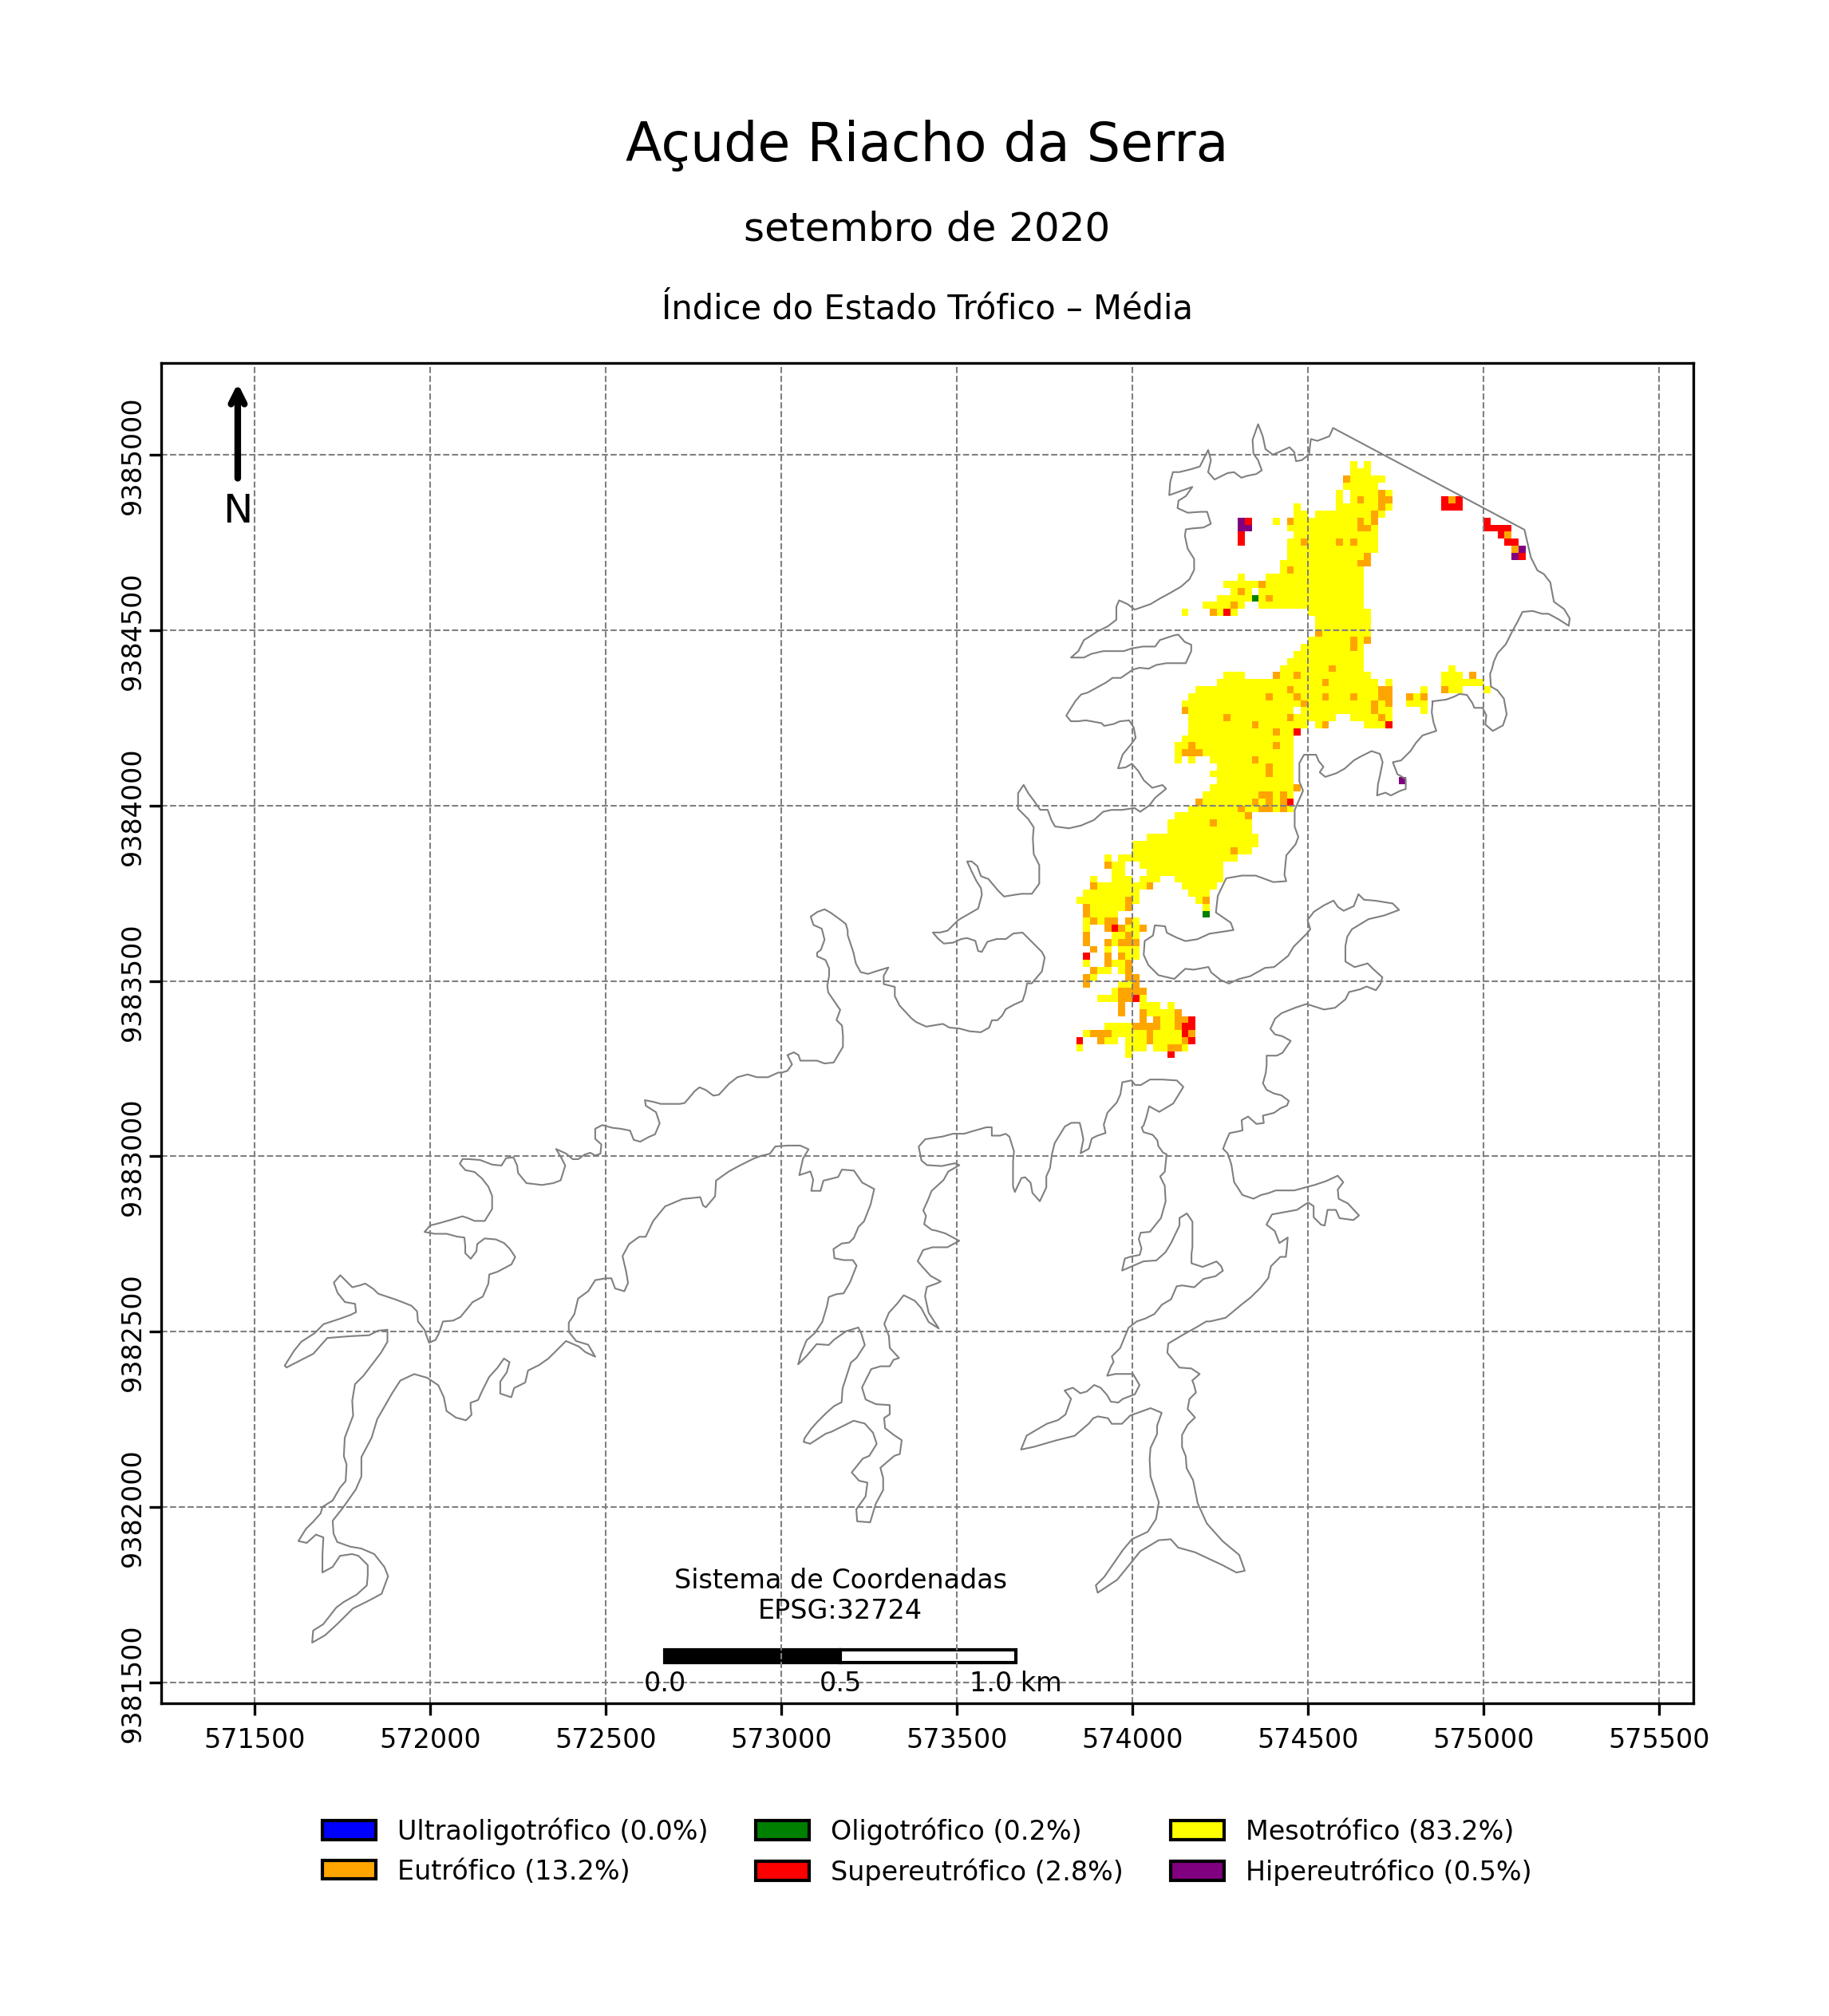 Açude Riacho da Serra
setembro de 2020
Índice do Estado Trófico – Média
N
9385000
9384500
9384000
9383500
9383000
9382500
9382000
9381500
Sistema de Coordenadas
EPSG:32724
0.0 0.5 1.0 km
571500 572000 572500 573000 573500 574000 574500 575000 575500
Ultraoligotrófico (0.0%) Oligotrófico (0.2%) Mesotrófico (83.2%)
Eutrófico (13.2%) Supereutrófico (2.8%) Hipereutrófico (0.5%)